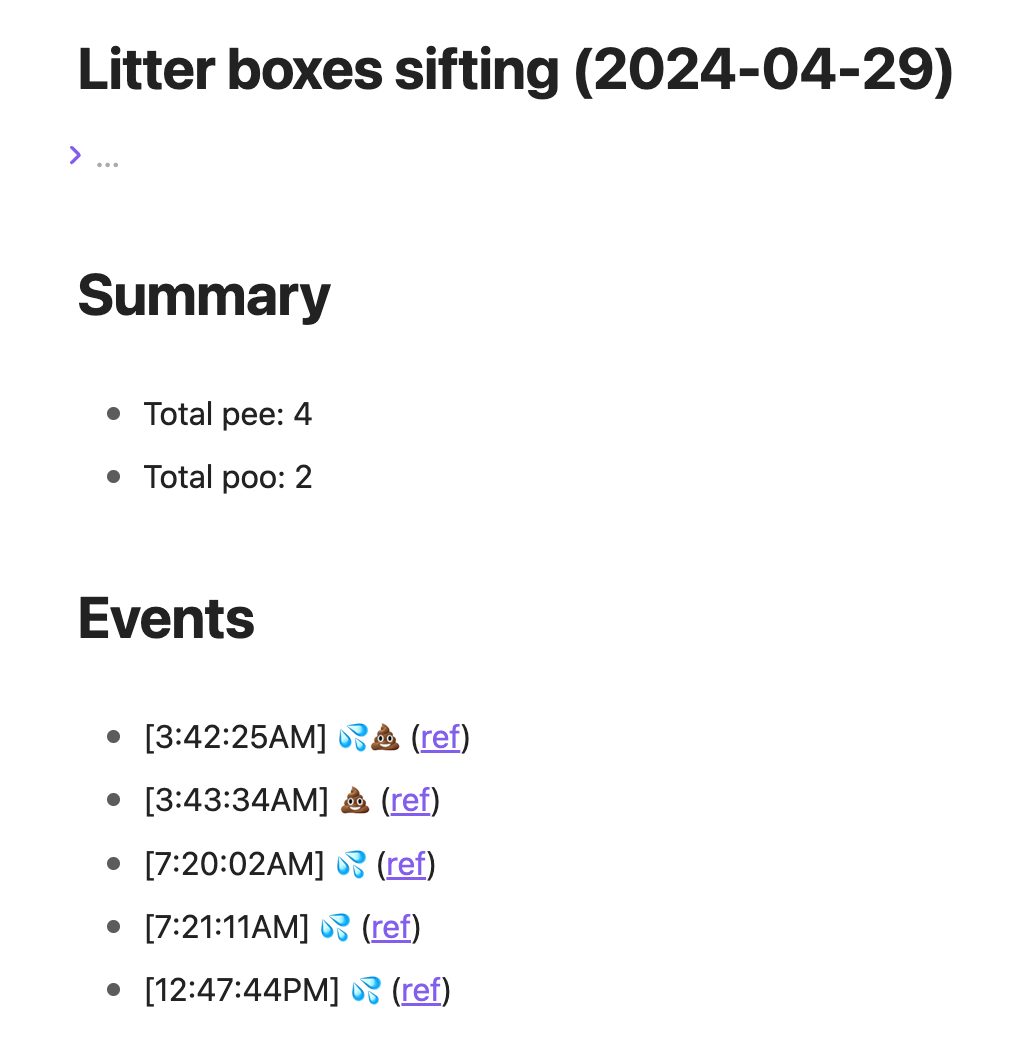 Litter boxes sifting (2024-04-29)
...
Summary
Total pee: 4
Total poo: 2
Events
[3:42:25AM] 💦💩 (ref)
[3:43:34AM] 💩 (ref)
[7:20:02AM] 💦 (ref)
[7:21:11AM] 💦 (ref)
[12:47:44PM] 💦 (ref)